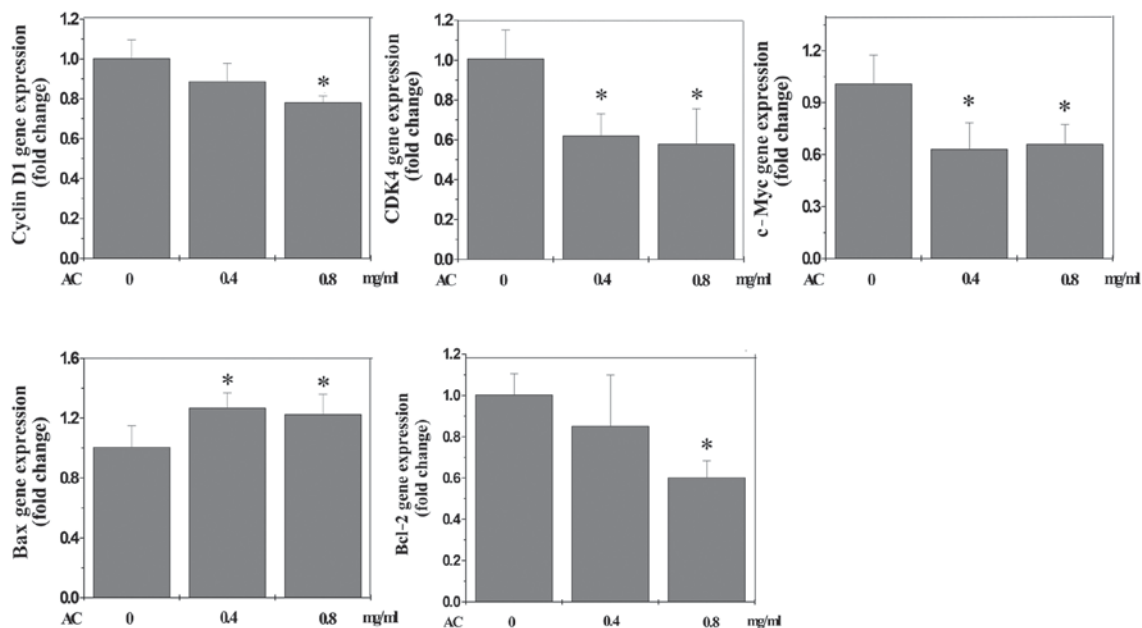 Cyclin D1 gene expression
(fold change)
1.2
1.0
0.8
0.6
0.4
0.2
0.0
*
AC 0 0.4 0.8 mg/ml
CDK4 gene expression
(fold change)
1.2
1.0
0.8
0.6
0.4
0.2
0.0
* *
AC 0 0.4 0.8 mg/ml
c-Myc gene expression
(fold change)
1.2
0.9
0.6
0.3
0.0
* *
AC 0 0.4 0.8 mg/ml
Bax gene expression
(fold change)
1.6
1.2
0.8
0.4
0.0
* *
AC 0 0.4 0.8 mg/ml
Bcl-2 gene expression
(fold change)
1.2
1.0
0.8
0.6
0.4
0.2
0.0
*
AC 0 0.4 0.8 mg/ml